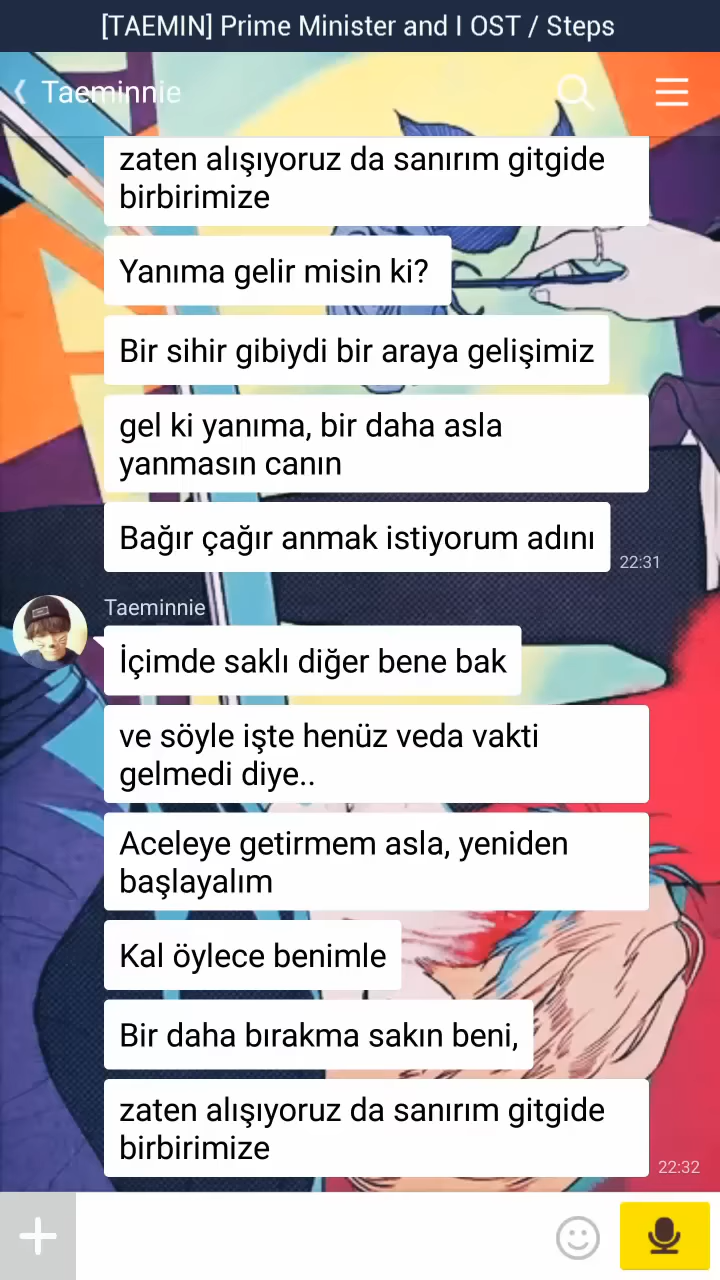 [TAEMIN] Prime Minister and I OST / Steps
Taeminnie
zaten alışıyoruz da sanırım gitgide
birbirimize
Yanıma gelir misin ki?
Bir sihir gibiydi bir araya gelişimiz
gel ki yanıma, bir daha asla
yanmasın canın
Bağır çağır anmak istiyorum adını
22:31
Taeminnie
İçimde saklı diğer bene bak
ve söyle işte henüz veda vakti
gelmedi diye..
Aceleye getirmem asla, yeniden
başlayalım
Kal öylece benimle
Bir daha bırakma sakın beni,
zaten alışıyoruz da sanırım gitgide
birbirimize
22:32